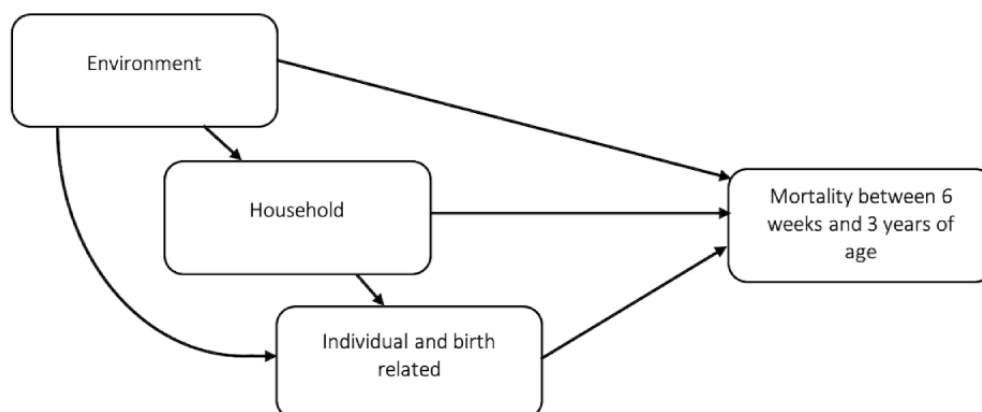 Environment
Household
Mortality between 6
weeks and 3 years of
age
Individual and birth
related